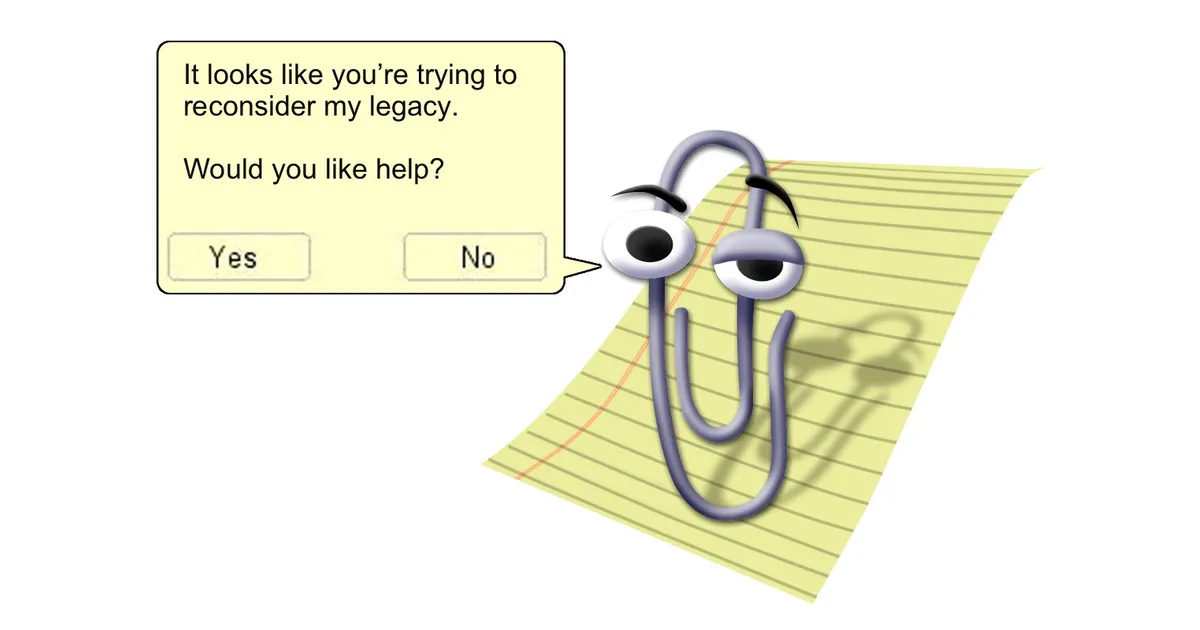 It looks like you’re trying to
reconsider my legacy.
Would you like help?
Yes
No